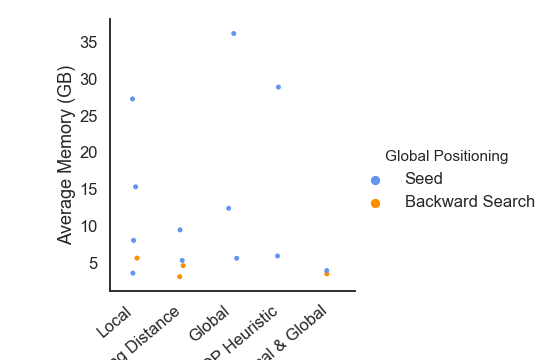 Average Memory (GB)
35
30
25
20
15
10
5
Local
Distance
Global
Heuristic
& Global
Global Positioning
Seed
Backward Search